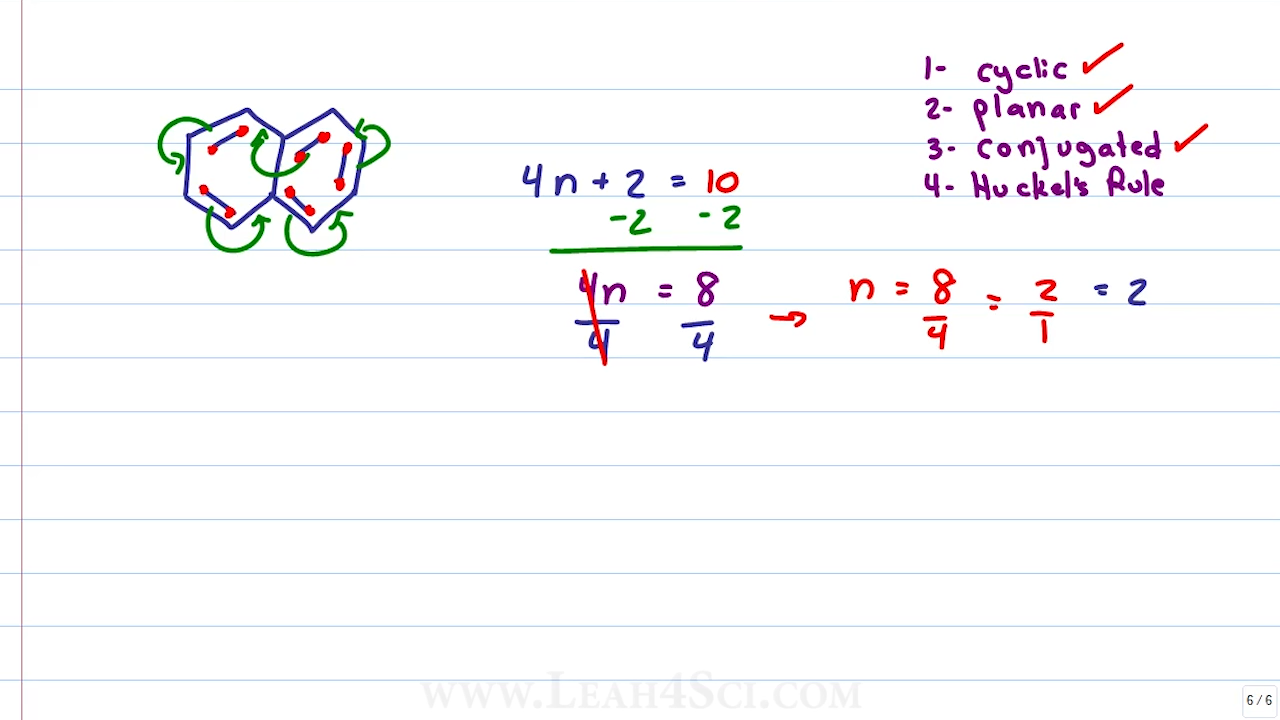 1- cyclic ✓
2- planar ✓
3- conjugated ✓
4- Huckel's Rule
4n + 2 = 10
-2 -2
4n = 8
4 4
→ n = 8/4 = 2/1 = 2
www.Leah4Sci.com
6 / 6